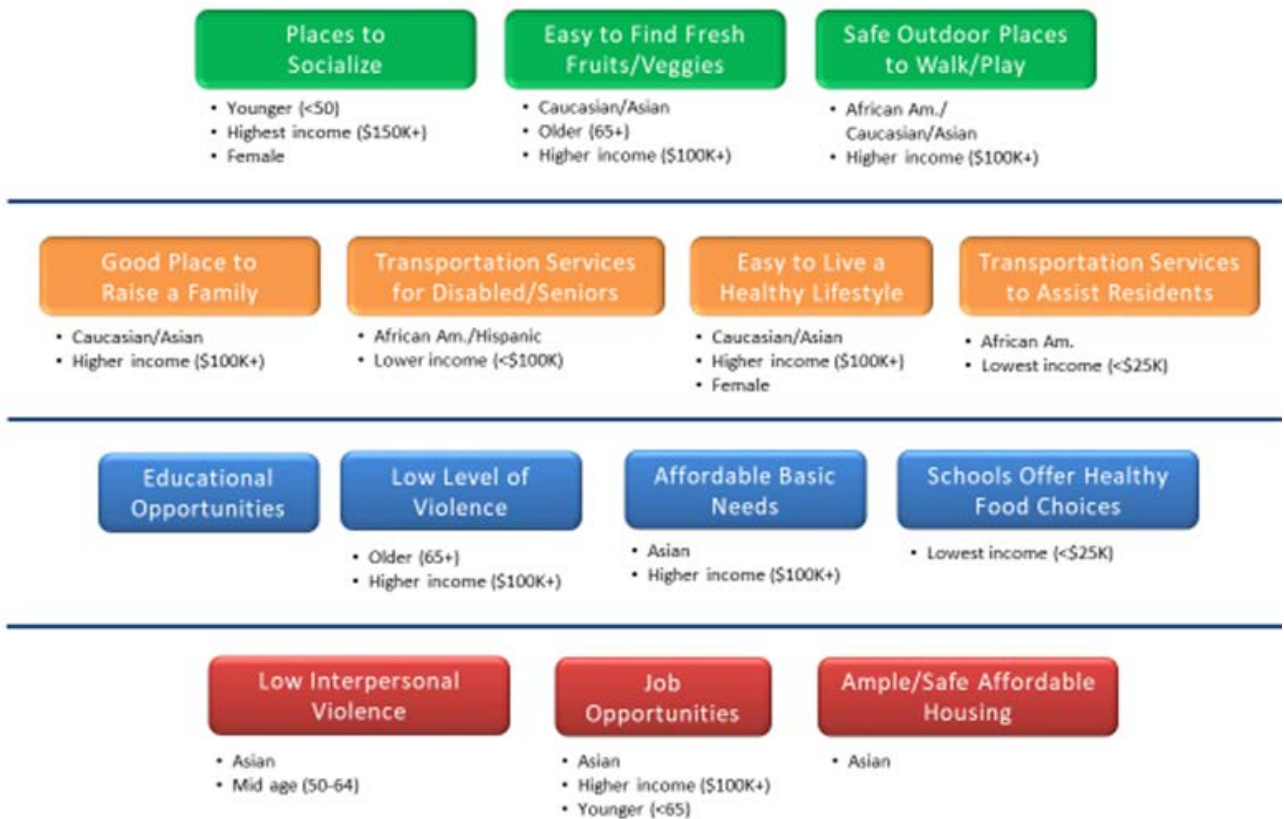 Places to
Socialize
• Younger (<50)
• Highest income ($150K+)
• Female
Easy to Find Fresh
Fruits/Veggies
• Caucasian/Asian
• Older (65+)
• Higher income ($100K+)
Safe Outdoor Places
to Walk/Play
• African Am./
Caucasian/Asian
• Higher income ($100K+)
Good Place to
Raise a Family
• Caucasian/Asian
• Higher income ($100K+)
Transportation Services
for Disabled/Seniors
• African Am./Hispanic
• Lower income (<$100K)
Easy to Live a
Healthy Lifestyle
• Caucasian/Asian
• Higher income ($100K+)
• Female
Transportation Services
to Assist Residents
• African Am.
• Lowest income (<$25K)
Educational
Opportunities
Low Level of
Violence
• Older (65+)
• Higher income ($100K+)
Affordable Basic
Needs
• Asian
• Higher income ($100K+)
Schools Offer Healthy
Food Choices
• Lowest income (<$25K)
Low Interpersonal
Violence
• Asian
• Mid age (50-64)
Job
Opportunities
• Asian
• Higher income ($100K+)
• Younger (<65)
Ample/Safe Affordable
Housing
• Asian